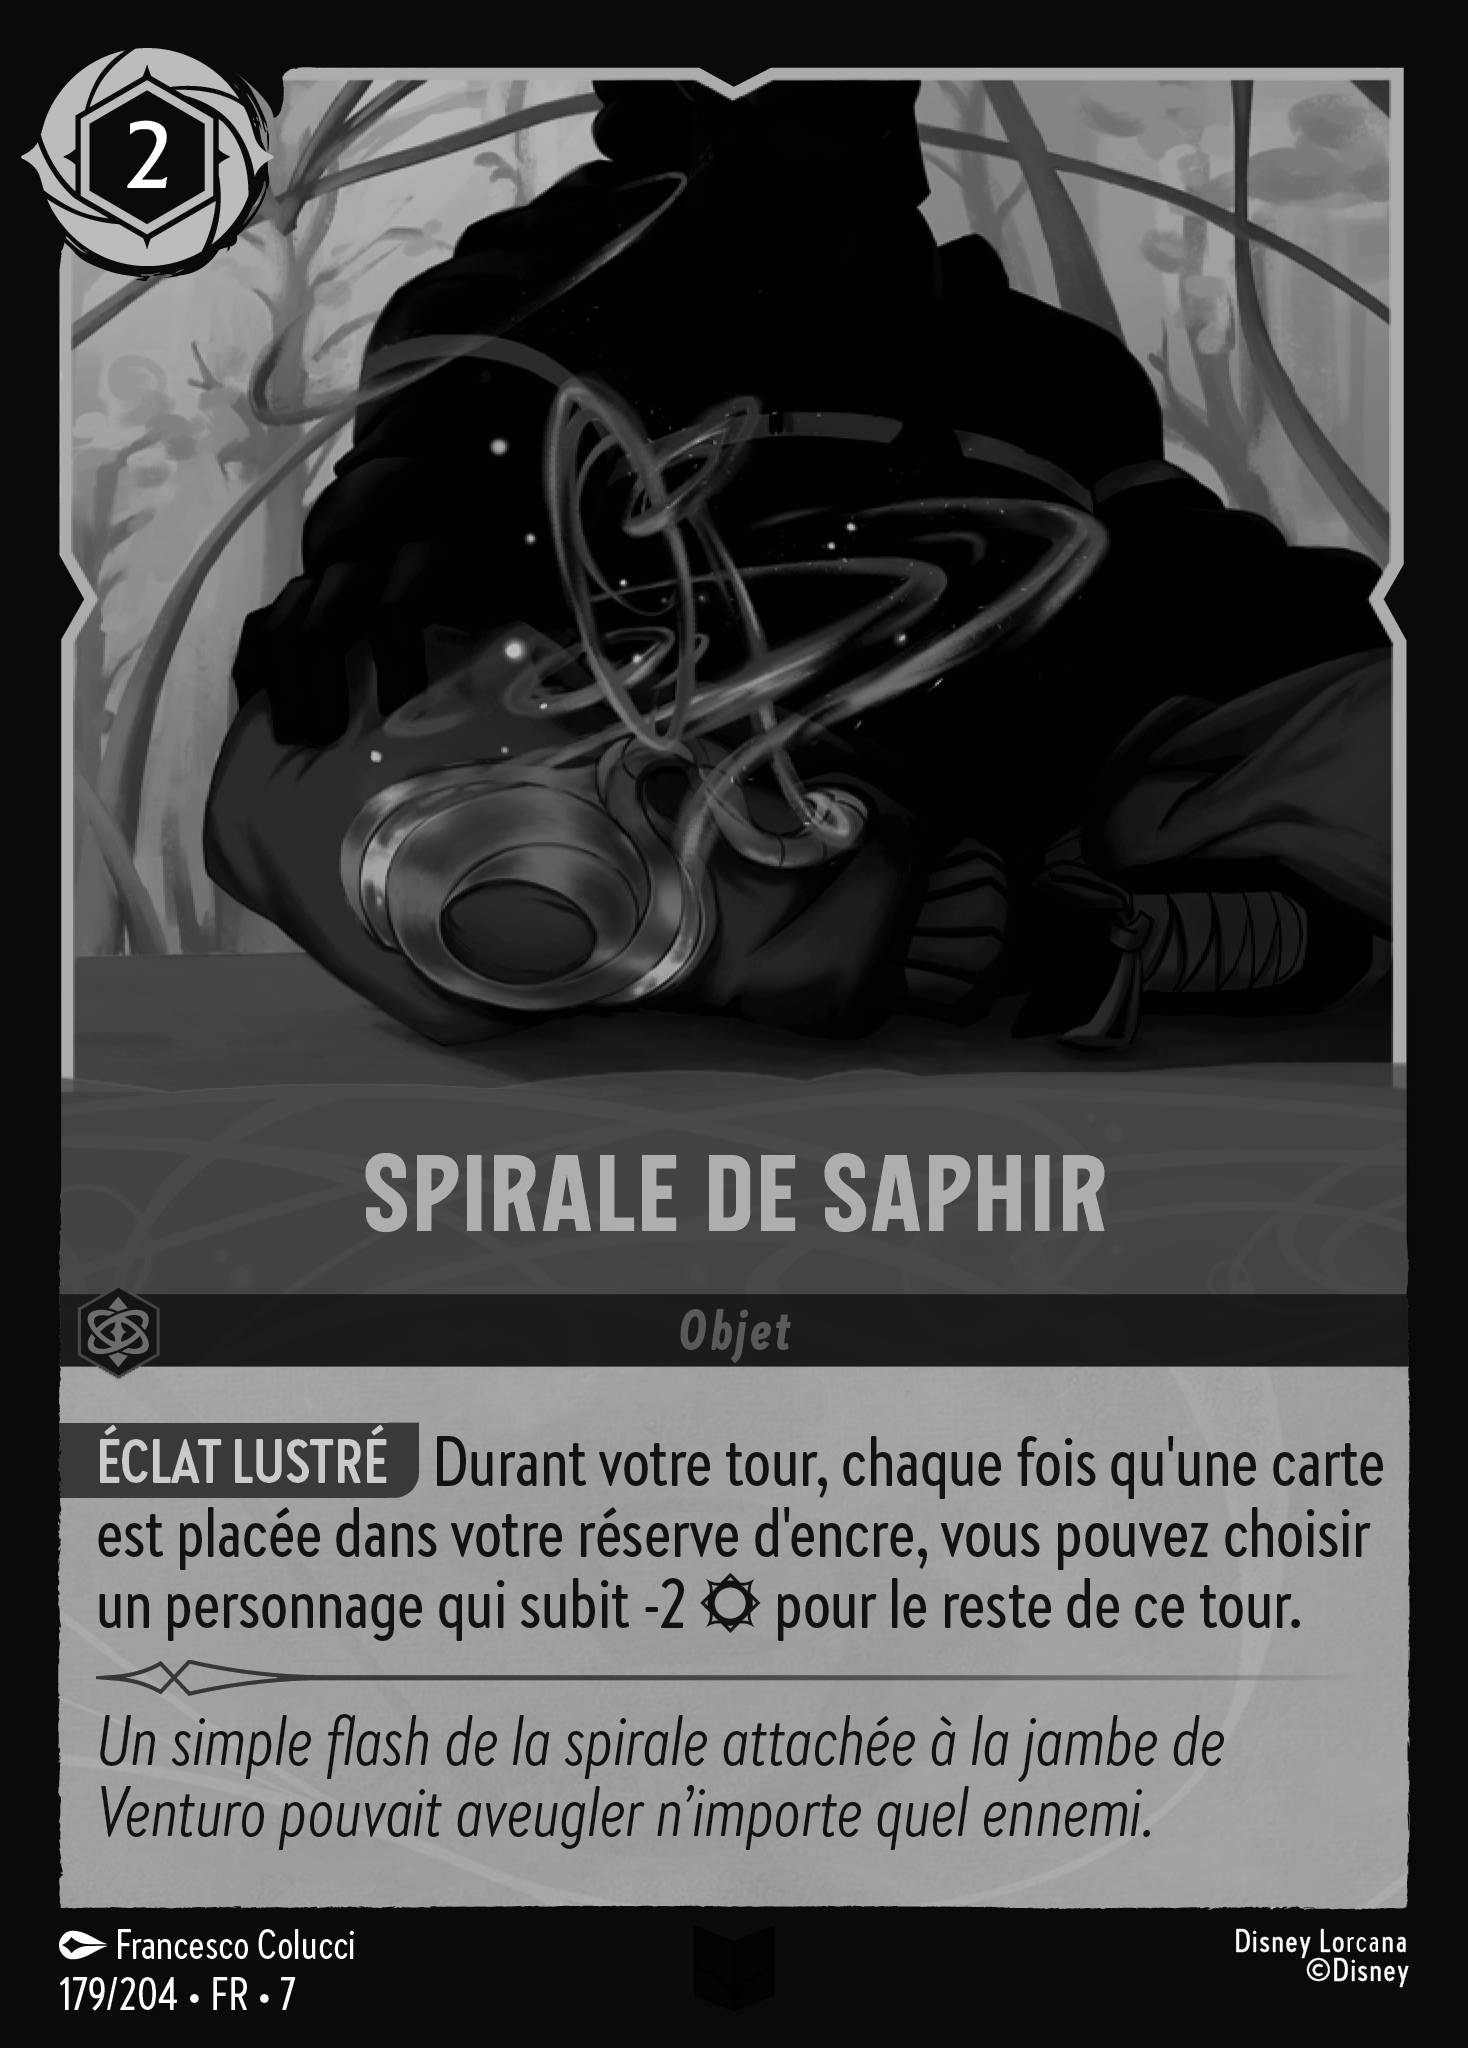 2
SPIRALE DE SAPHIR
Objet
ÉCLAT LUSTRÉ Durant votre tour, chaque fois qu'une carte
est placée dans votre réserve d'encre, vous pouvez choisir
un personnage qui subit -2 pour le reste de ce tour.
Un simple flash de la spirale attachée à la jambe de
Venturo pouvait aveugler n’importe quel ennemi.
Francesco Colucci
179/204 • FR • 7
Disney Lorcana
©Disney